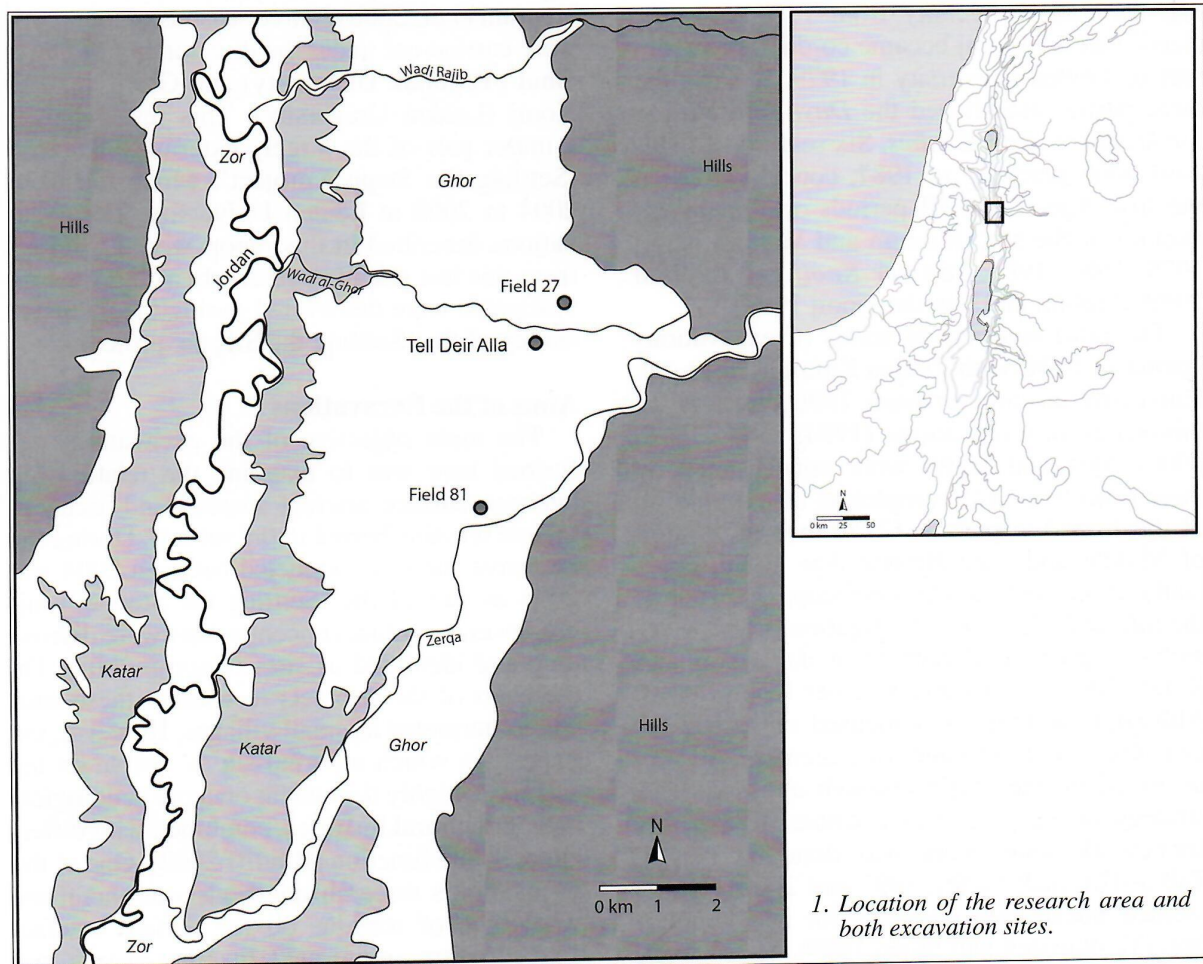 Wadi Rajib
Zor
Ghor
Hills
Hills
Jordan
Wadi al-Ghor
Field 27
Tell Deir Alla
Field 81
Zerqa
Katar
Katar
Ghor
Hills
N
0 km 1 2
Zor
N
0 km 25 50
1. Location of the research area and
both excavation sites.